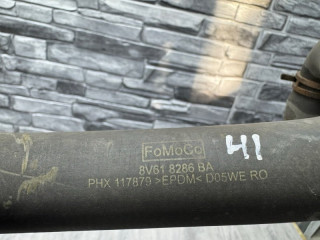 FoMoCo
8V61 8286 BA
PHX 117879 >EPDM< D05WE RO
41